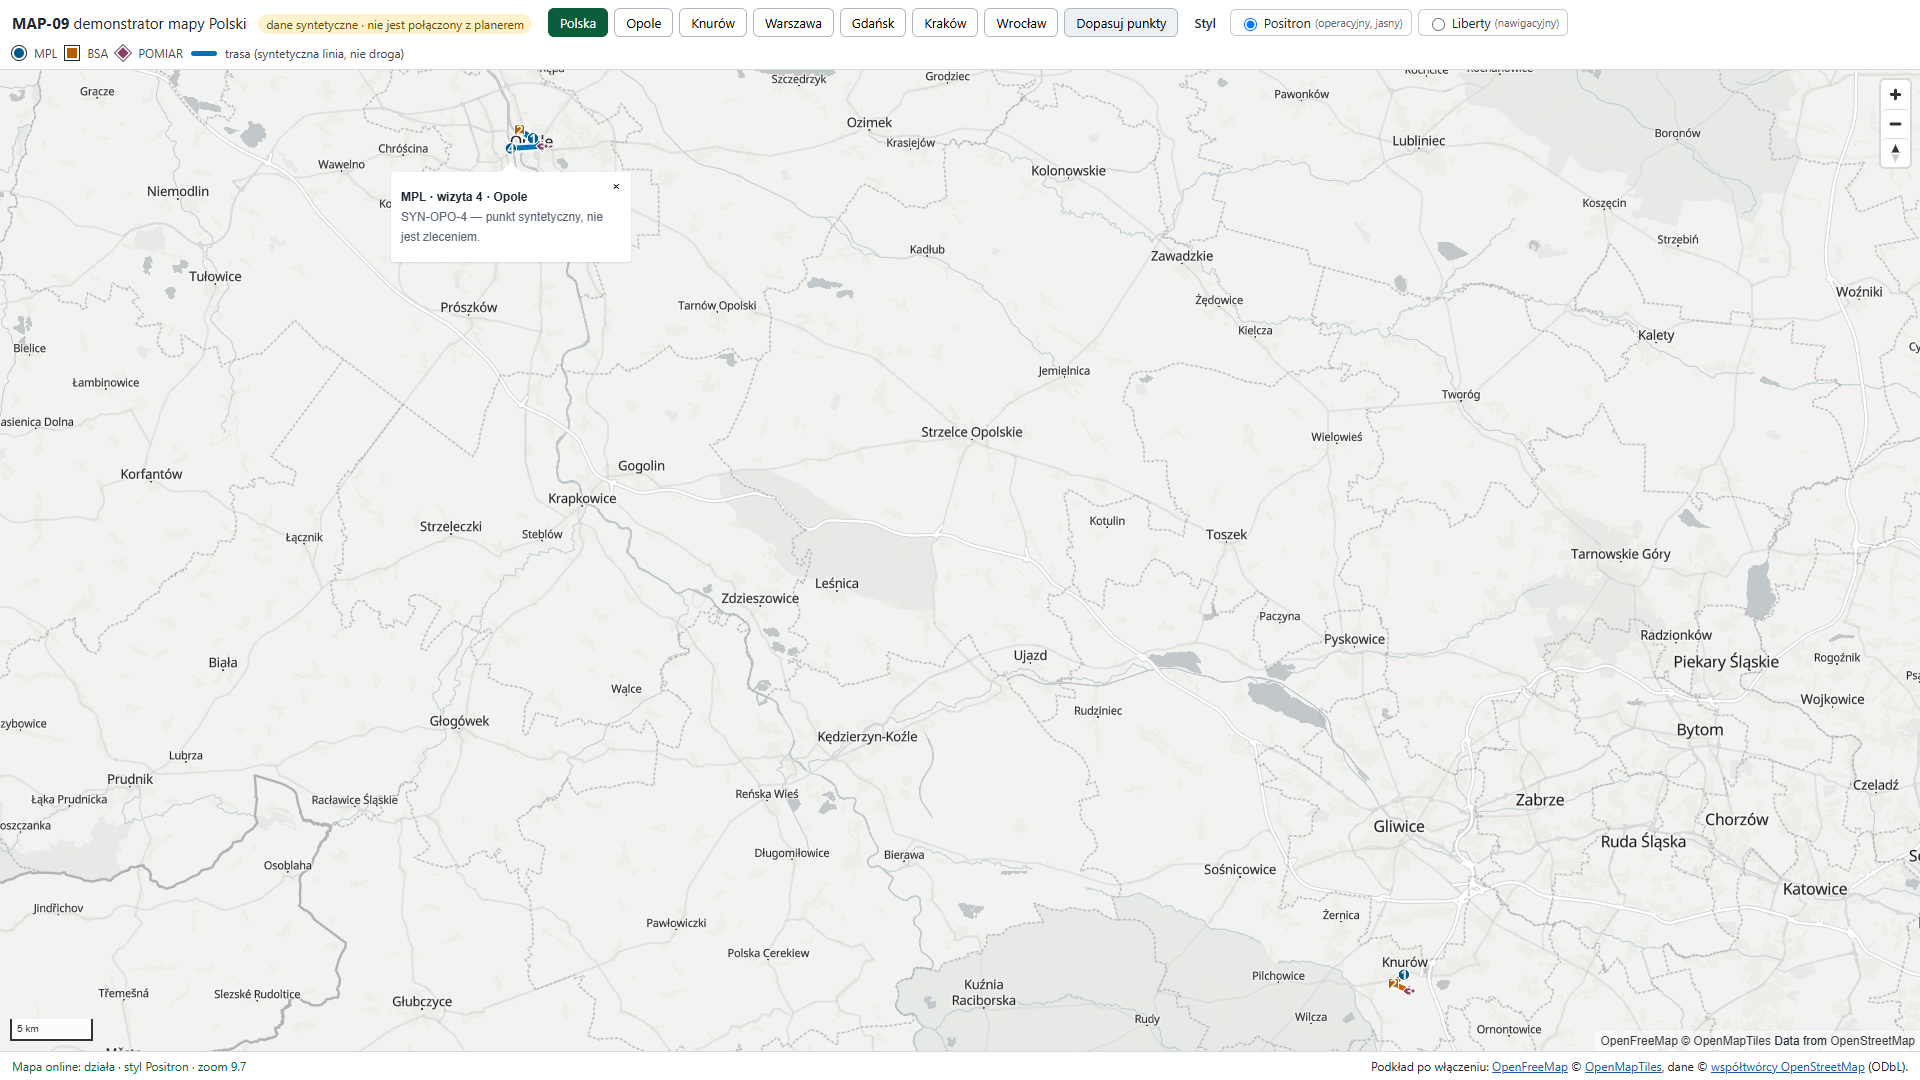 MAP-09 demonstrator mapy Polski
dane syntetyczne · nie jest połączony z planerem
Polska
Opole
Knurów
Warszawa
Gdańsk
Kraków
Wrocław
Dopasuj punkty
Styl
Positron (operacyjny, jasny)
Liberty (nawigacyjny)
MPL
BSA
POMIAR
trasa (syntetyczna linia, nie droga)
Szczedrzyk
Grodziec
Gracze
Pawonków
Ozimek
Boronów
Krasiejów
Lubliniec
Chróścina
Wawelno
Kolonowskie
Niemodlin
Koszęcin
2
1
4
MPL · wizyta 4 · Opole
SYN-OPO-4 — punkt syntetyczny, nie
jest zleceniem.
Strzebiń
Kadłub
Zawadzkie
Tułowice
Woźniki
Żędowice
Tarnów Opolski
Prószków
Kielcza
Kalety
Bielice
Jemielnica
Łambinowice
Tworóg
asienica Dolna
Strzelce Opolskie
Wielowieś
Gogolin
Korfantów
Krapkowice
Kotulin
Strzeleczki
Stebłów
Toszek
Łącznik
Tarnowskie Góry
Leśnica
Zdzieszowice
Paczyna
Pyskowice
Radzionków
Ujazd
Biała
Piekary Śląskie
Rogoźnik
Walce
Wojkowice
Rudziniec
Głogówek
zybowice
Bytom
Kędzierzyn-Koźle
Lubrza
Prudnik
Czeladź
Reńska Wieś
Łąka Prudnicka
Racławice Śląskie
Zabrze
Chorzów
oszczanka
Gliwice
Ruda Śląska
Długomiłowice
Bierawa
Osoblaha
Sośnicowice
Katowice
Jindřichov
Żernica
Pawłowiczki
Polska Cerekiew
Knurów
1
2
Pilchowice
Kuźnia
Raciborska
Třemešná
Slezské Rudoltice
Głubczyce
Rudy
Wilcza
Ornontowice
5 km
OpenFreeMap © OpenMapTiles Data from OpenStreetMap
Mapa online: działa · styl Positron · zoom 9.7
Podkład po włączeniu: OpenFreeMap © OpenMapTiles, dane © współtwórcy OpenStreetMap (ODbL).